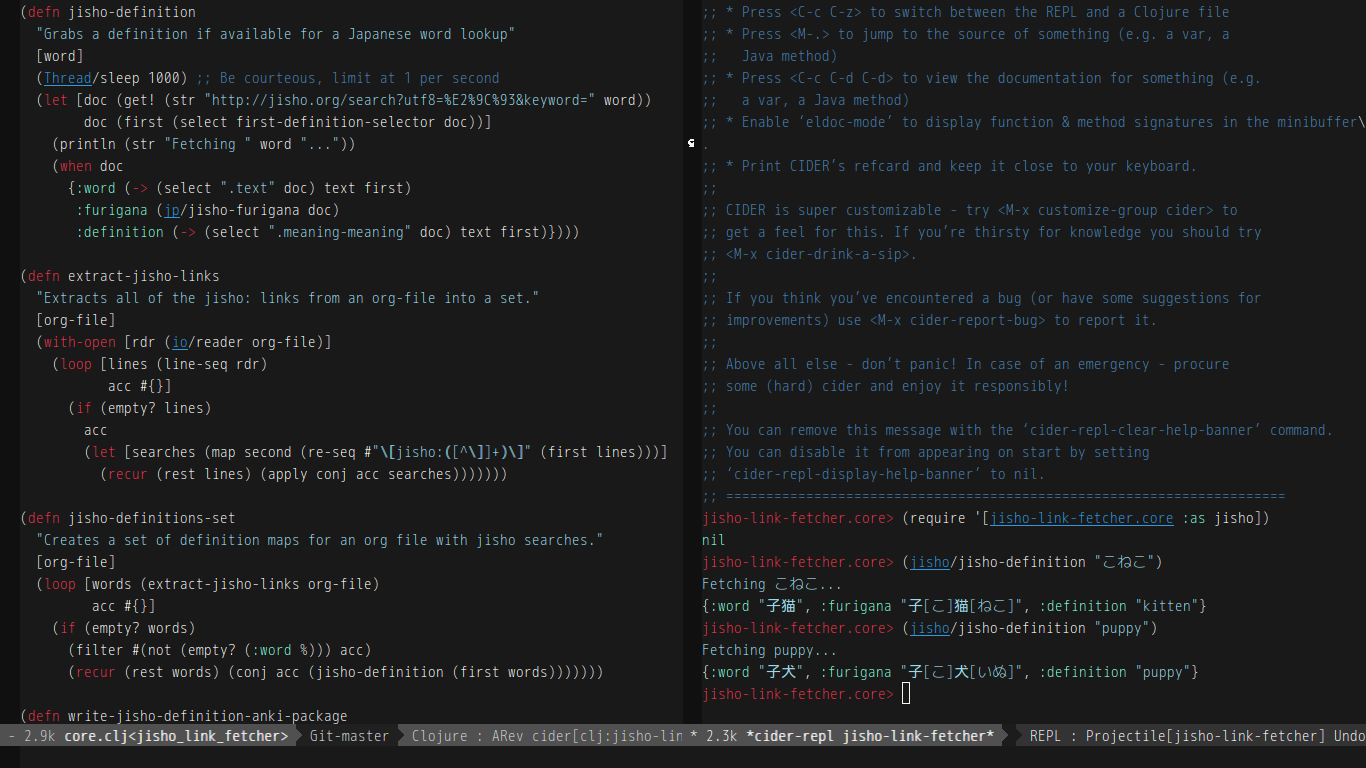 (defn jisho-definition
  "Grabs a definition if available for a Japanese word lookup"
  [word]
  (Thread/sleep 1000) ;; Be courteous, limit at 1 per second
  (let [doc (get! (str "http://jisho.org/search?utf8=%E2%9C%93&keyword=" word))
        doc (first (select first-definition-selector doc))]
    (println (str "Fetching " word "..."))
    (when doc
      {:word (-> (select ".text" doc) text first)
       :furigana (jp/jisho-furigana doc)
       :definition (-> (select ".meaning-meaning" doc) text first)})))
(defn extract-jisho-links
  "Extracts all of the jisho: links from an org-file into a set."
  [org-file]
  (with-open [rdr (io/reader org-file)]
    (loop [lines (line-seq rdr)
           acc #{}]
      (if (empty? lines)
        acc
        (let [searches (map second (re-seq #"\[jisho:([^\]]+)\]" (first lines)))]
          (recur (rest lines) (apply conj acc searches)))))))
(defn jisho-definitions-set
  "Creates a set of definition maps for an org file with jisho searches."
  [org-file]
  (loop [words (extract-jisho-links org-file)
         acc #{}]
    (if (empty? words)
      (filter #(not (empty? (:word %))) acc)
      (recur (rest words) (conj acc (jisho-definition (first words)))))))
(defn write-jisho-definition-anki-package
- 2.9k core.clj<jisho_link_fetcher> Git-master Clojure : ARev cider[clj:jisho-lin
;; * Press <C-c C-z> to switch between the REPL and a Clojure file
;; * Press <M-.> to jump to the source of something (e.g. a var, a
;;   Java method)
;; * Press <C-c C-d C-d> to view the documentation for something (e.g.
;;   a var, a Java method)
;; * Enable ‘eldoc-mode’ to display function & method signatures in the minibuffer\
.
;; * Print CIDER’s refcard and keep it close to your keyboard.
;;
;; CIDER is super customizable - try <M-x customize-group cider> to
;; get a feel for this. If you’re thirsty for knowledge you should try
;; <M-x cider-drink-a-sip>.
;;
;; If you think you’ve encountered a bug (or have some suggestions for
;; improvements) use <M-x cider-report-bug> to report it.
;;
;; Above all else - don’t panic! In case of an emergency - procure
;; some (hard) cider and enjoy it responsibly!
;;
;; You can remove this message with the ‘cider-repl-clear-help-banner’ command.
;; You can disable it from appearing on start by setting
;; ‘cider-repl-display-help-banner’ to nil.
;; ======================================================================
jisho-link-fetcher.core> (require '[jisho-link-fetcher.core :as jisho])
nil
jisho-link-fetcher.core> (jisho/jisho-definition "こねこ")
Fetching こねこ...
{:word "子猫", :furigana "子[こ]猫[ねこ]", :definition "kitten"}
jisho-link-fetcher.core> (jisho/jisho-definition "puppy")
Fetching puppy...
{:word "子犬", :furigana "子[こ]犬[いぬ]", :definition "puppy"}
jisho-link-fetcher.core>
* 2.3k *cider-repl jisho-link-fetcher* REPL : Projectile[jisho-link-fetcher] Undo